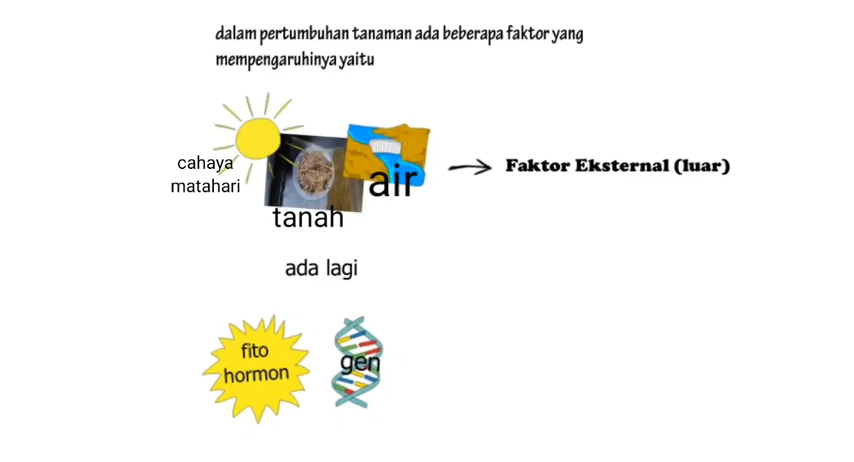 dalam pertumbuhan tanaman ada beberapa faktor yang
mempengaruhinya yaitu
cahaya
matahari
tanah
air
Faktor Eksternal (luar)
ada lagi
fito
hormon
gen